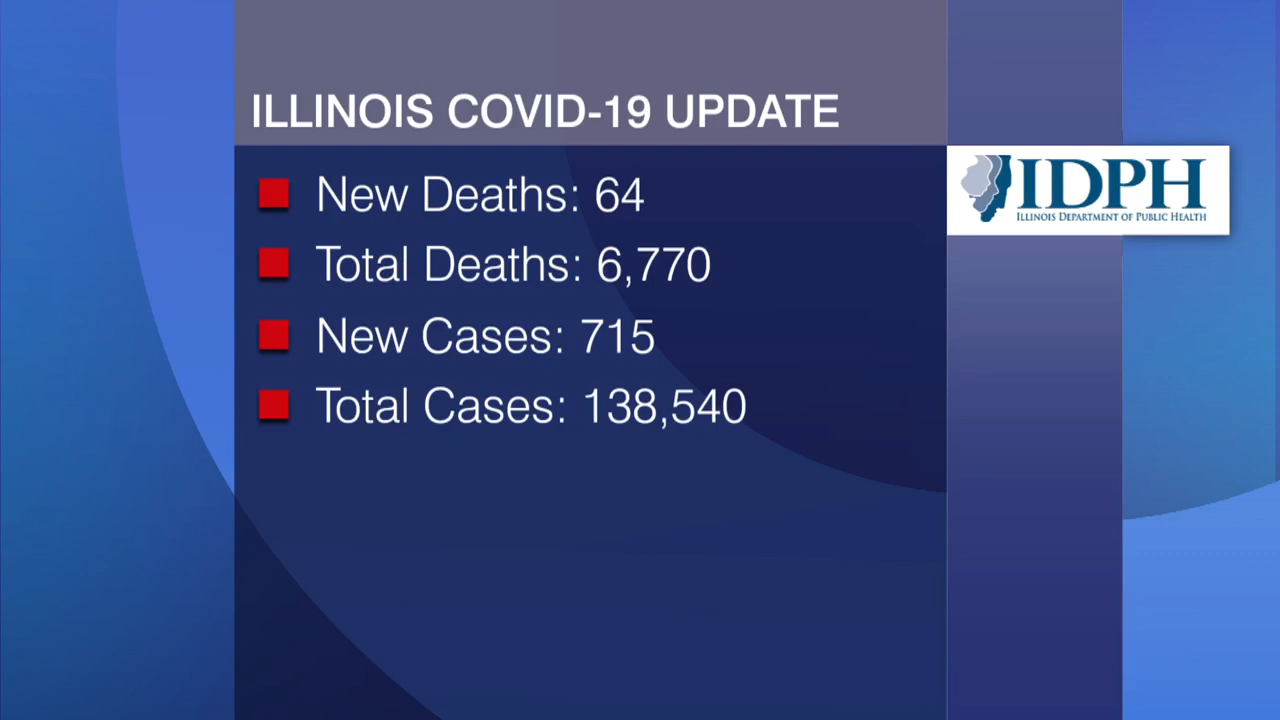 ILLINOIS COVID-19 UPDATE
New Deaths: 64
Total Deaths: 6,770
New Cases: 715
Total Cases: 138,540
IDPH
ILLINOIS DEPARTMENT OF PUBLIC HEALTH